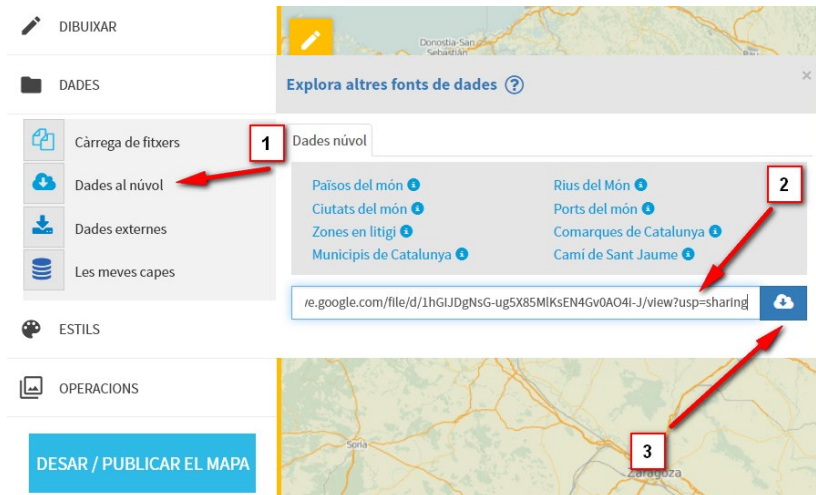 DIBUIXAR
DADES
Càrrega de fitxers
Dades al núvol
Dades externes
Les meves capes
ESTILS
OPERACIONS
DESAR / PUBLICAR EL MAPA
1
Donostia-San
Sebastián
Explora altres fonts de dades ?
×
Dades núvol
Països del món
Rius del Món
Ciutats del món
Ports del món
Zones en litigi
Comarques de Catalunya
Municipis de Catalunya
Camí de Sant Jaume
2
ve.google.com/file/d/1hGIJDgNsG-ug5X85MlKsEN4Gv0AO4i-J/view?usp=sharing
Soria
3
Zaragoza